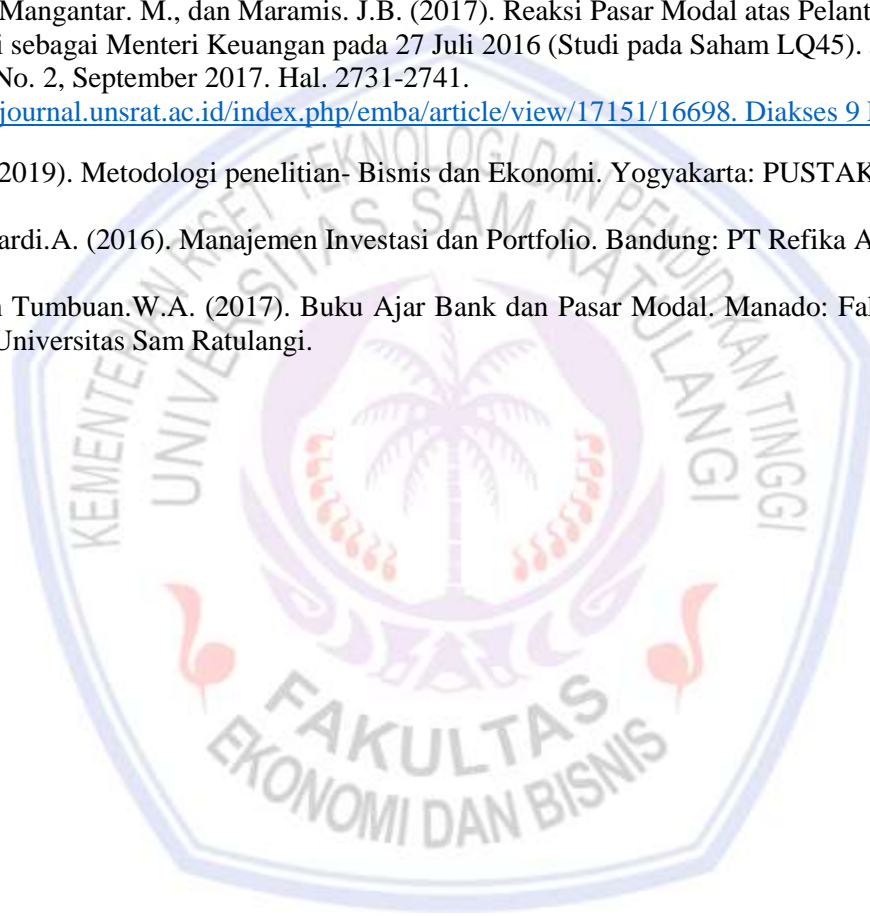 Mangantar. M., dan Maramis. J.B. (2017). Reaksi Pasar Modal atas Pelant
i sebagai Menteri Keuangan pada 27 Juli 2016 (Studi pada Saham LQ45).
No. 2, September 2017. Hal. 2731-2741.
journal.unsrat.ac.id/index.php/emba/article/view/17151/16698. Diakses 9
2019). Metodologi penelitian- Bisnis dan Ekonomi. Yogyakarta: PUSTAK
ardi.A. (2016). Manajemen Investasi dan Portfolio. Bandung: PT Refika A
n Tumbuan.W.A. (2017). Buku Ajar Bank dan Pasar Modal. Manado: Fal
Universitas Sam Ratulangi.
KEMENTERIAN RISET TEKNOLOGI DAN PENDIDIKAN TINGGI
UNIVERSITAS SAM RATULANGI
FAKULTAS
EKONOMI DAN BISNIS